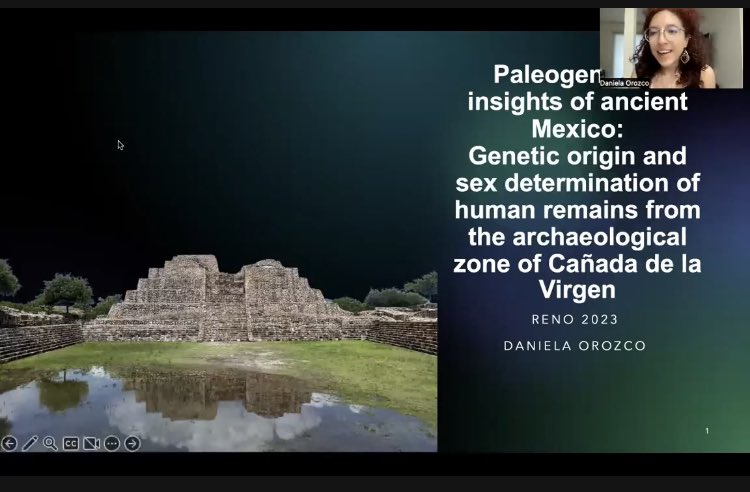 Daniela Orozco
Paleogen
insights of ancient
Mexico:
Genetic origin and
sex determination of
human remains from
the archaeological
zone of Cañada de la
Virgen
RENO 2023
DANIELA OROZCO
CC
1